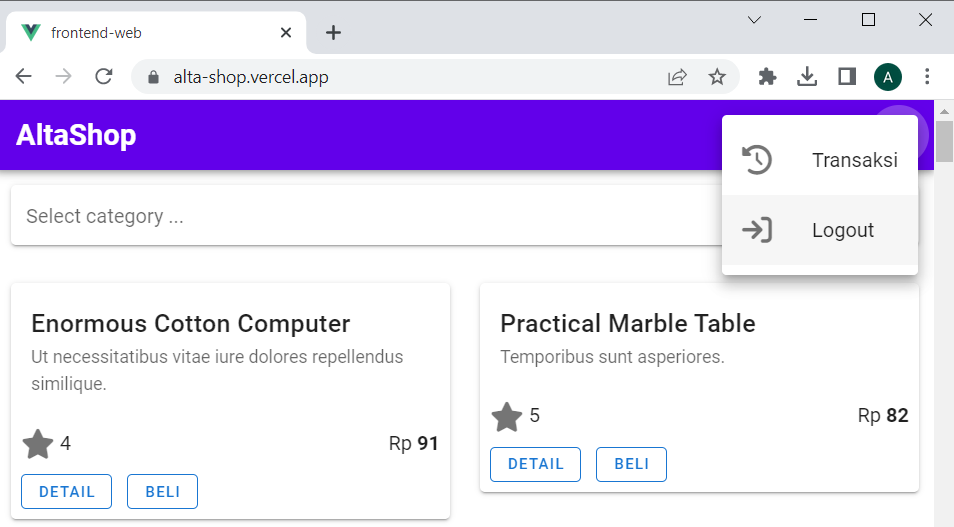 frontend-web
alta-shop.vercel.app
A
AltaShop
Transaksi
Logout
Select category ...
Enormous Cotton Computer
Ut necessitatibus vitae iure dolores repellendus
similique.
4
Rp 91
DETAIL
BELI
Practical Marble Table
Temporibus sunt asperiores.
5
Rp 82
DETAIL
BELI